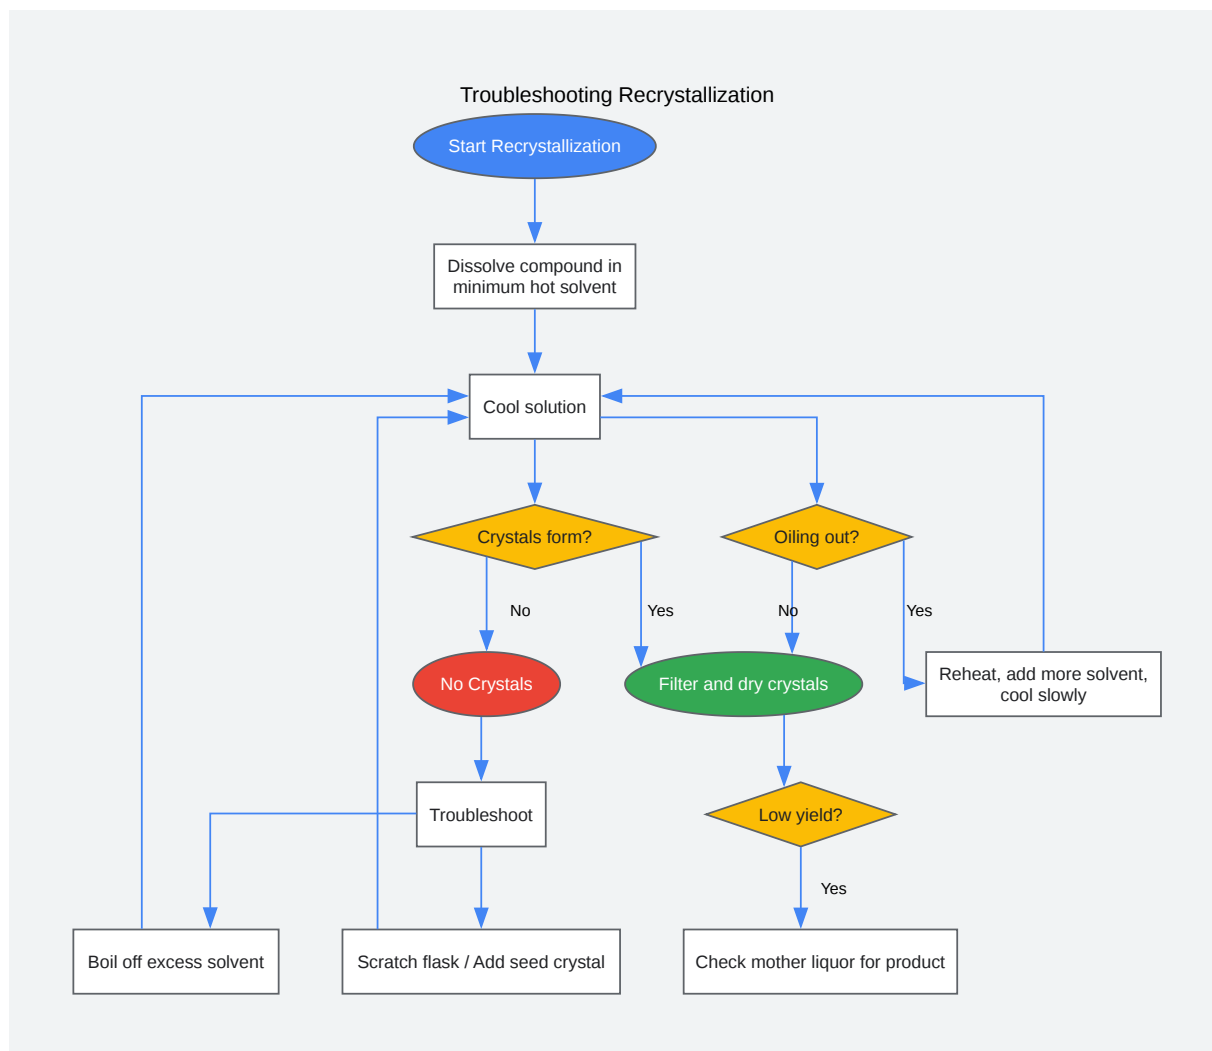 Troubleshooting Recrystallization
Start Recrystallization
Dissolve compound in
minimum hot solvent
Cool solution
Crystals form?
Oiling out?
No
Yes
No
Yes
No Crystals
Filter and dry crystals
Reheat, add more solvent,
cool slowly
Troubleshoot
Low yield?
Yes
Boil off excess solvent
Scratch flask / Add seed crystal
Check mother liquor for product